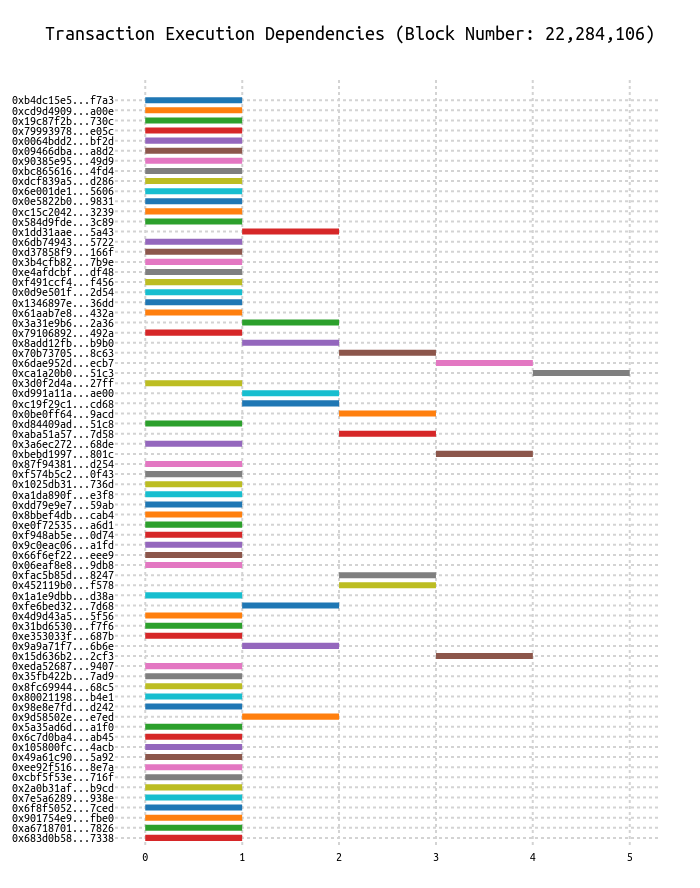 Transaction Execution Dependencies (Block Number: 22,284,106)
0xb4dc15e5...f7a3
0xcd9d4909...a00e
0x19c87f2b...730c
0x79993978...e05c
0x0064bdd2...bf2d
0x09466dba...a8d2
0x90385e95...49d9
0xbc865616...4fd4
0xdcf839a5...d286
0x6e001de1...5606
0x0e5822b0...9831
0xc15c2042...3239
0x584d9fde...3c89
0x1dd31aae...5a43
0x6db74943...5722
0xd37858f9...166f
0x3b4cfb82...7b9e
0xe4afdcbf...df48
0xf491ccf4...f456
0x0d9e501f...2d54
0x1346897e...36dd
0x61aab7e8...432a
0x3a31e9b6...2a36
0x79106892...492a
0x8add12fb...b9b0
0x70b73705...8c63
0x6dae952d...ecb7
0xca1a20b0...51c3
0x3d0f2d4a...27ff
0xd991a11a...ae00
0xc19f29c1...cd68
0x0be0ff64...9acd
0xd84409ad...51c8
0xaba51a57...7d58
0x3a6ec272...68de
0xbebd1997...801c
0x87f94381...d254
0xf574b5c2...0f43
0x1025db31...736d
0xa1da890f...e3f8
0xdd79e9e7...59ab
0x8bbef4db...cab4
0xe0f72535...a6d1
0xf948ab5e...0d74
0x9c0eac06...a1fd
0x66f6ef22...eee9
0x06eaf8e8...9db8
0xfac5b85d...8247
0x452119b0...f578
0x1a1e9dbb...d38a
0xfe6bed32...7d68
0x4d9d43a5...5f56
0x31bd6530...f7f6
0xe353033f...687b
0x9a9a71f7...6b6e
0x15d636b2...2cf3
0xeda52687...9407
0x35fb422b...7ad9
0x8fc69944...68c5
0x80021198...b4e1
0x98e8e7fd...d242
0x9d58502e...e7ed
0x5a35ad6d...a1f0
0x6c7d0ba4...ab45
0x105800fc...4acb
0x49a61c90...5a92
0xee92f516...8e7a
0xcbf5f53e...716f
0x2a0b31af...b9cd
0x7e5a6289...938e
0x6f8f5052...7ced
0x901754e9...fbe0
0xa6718701...7826
0x683d0b58...7338
0 1 2 3 4 5